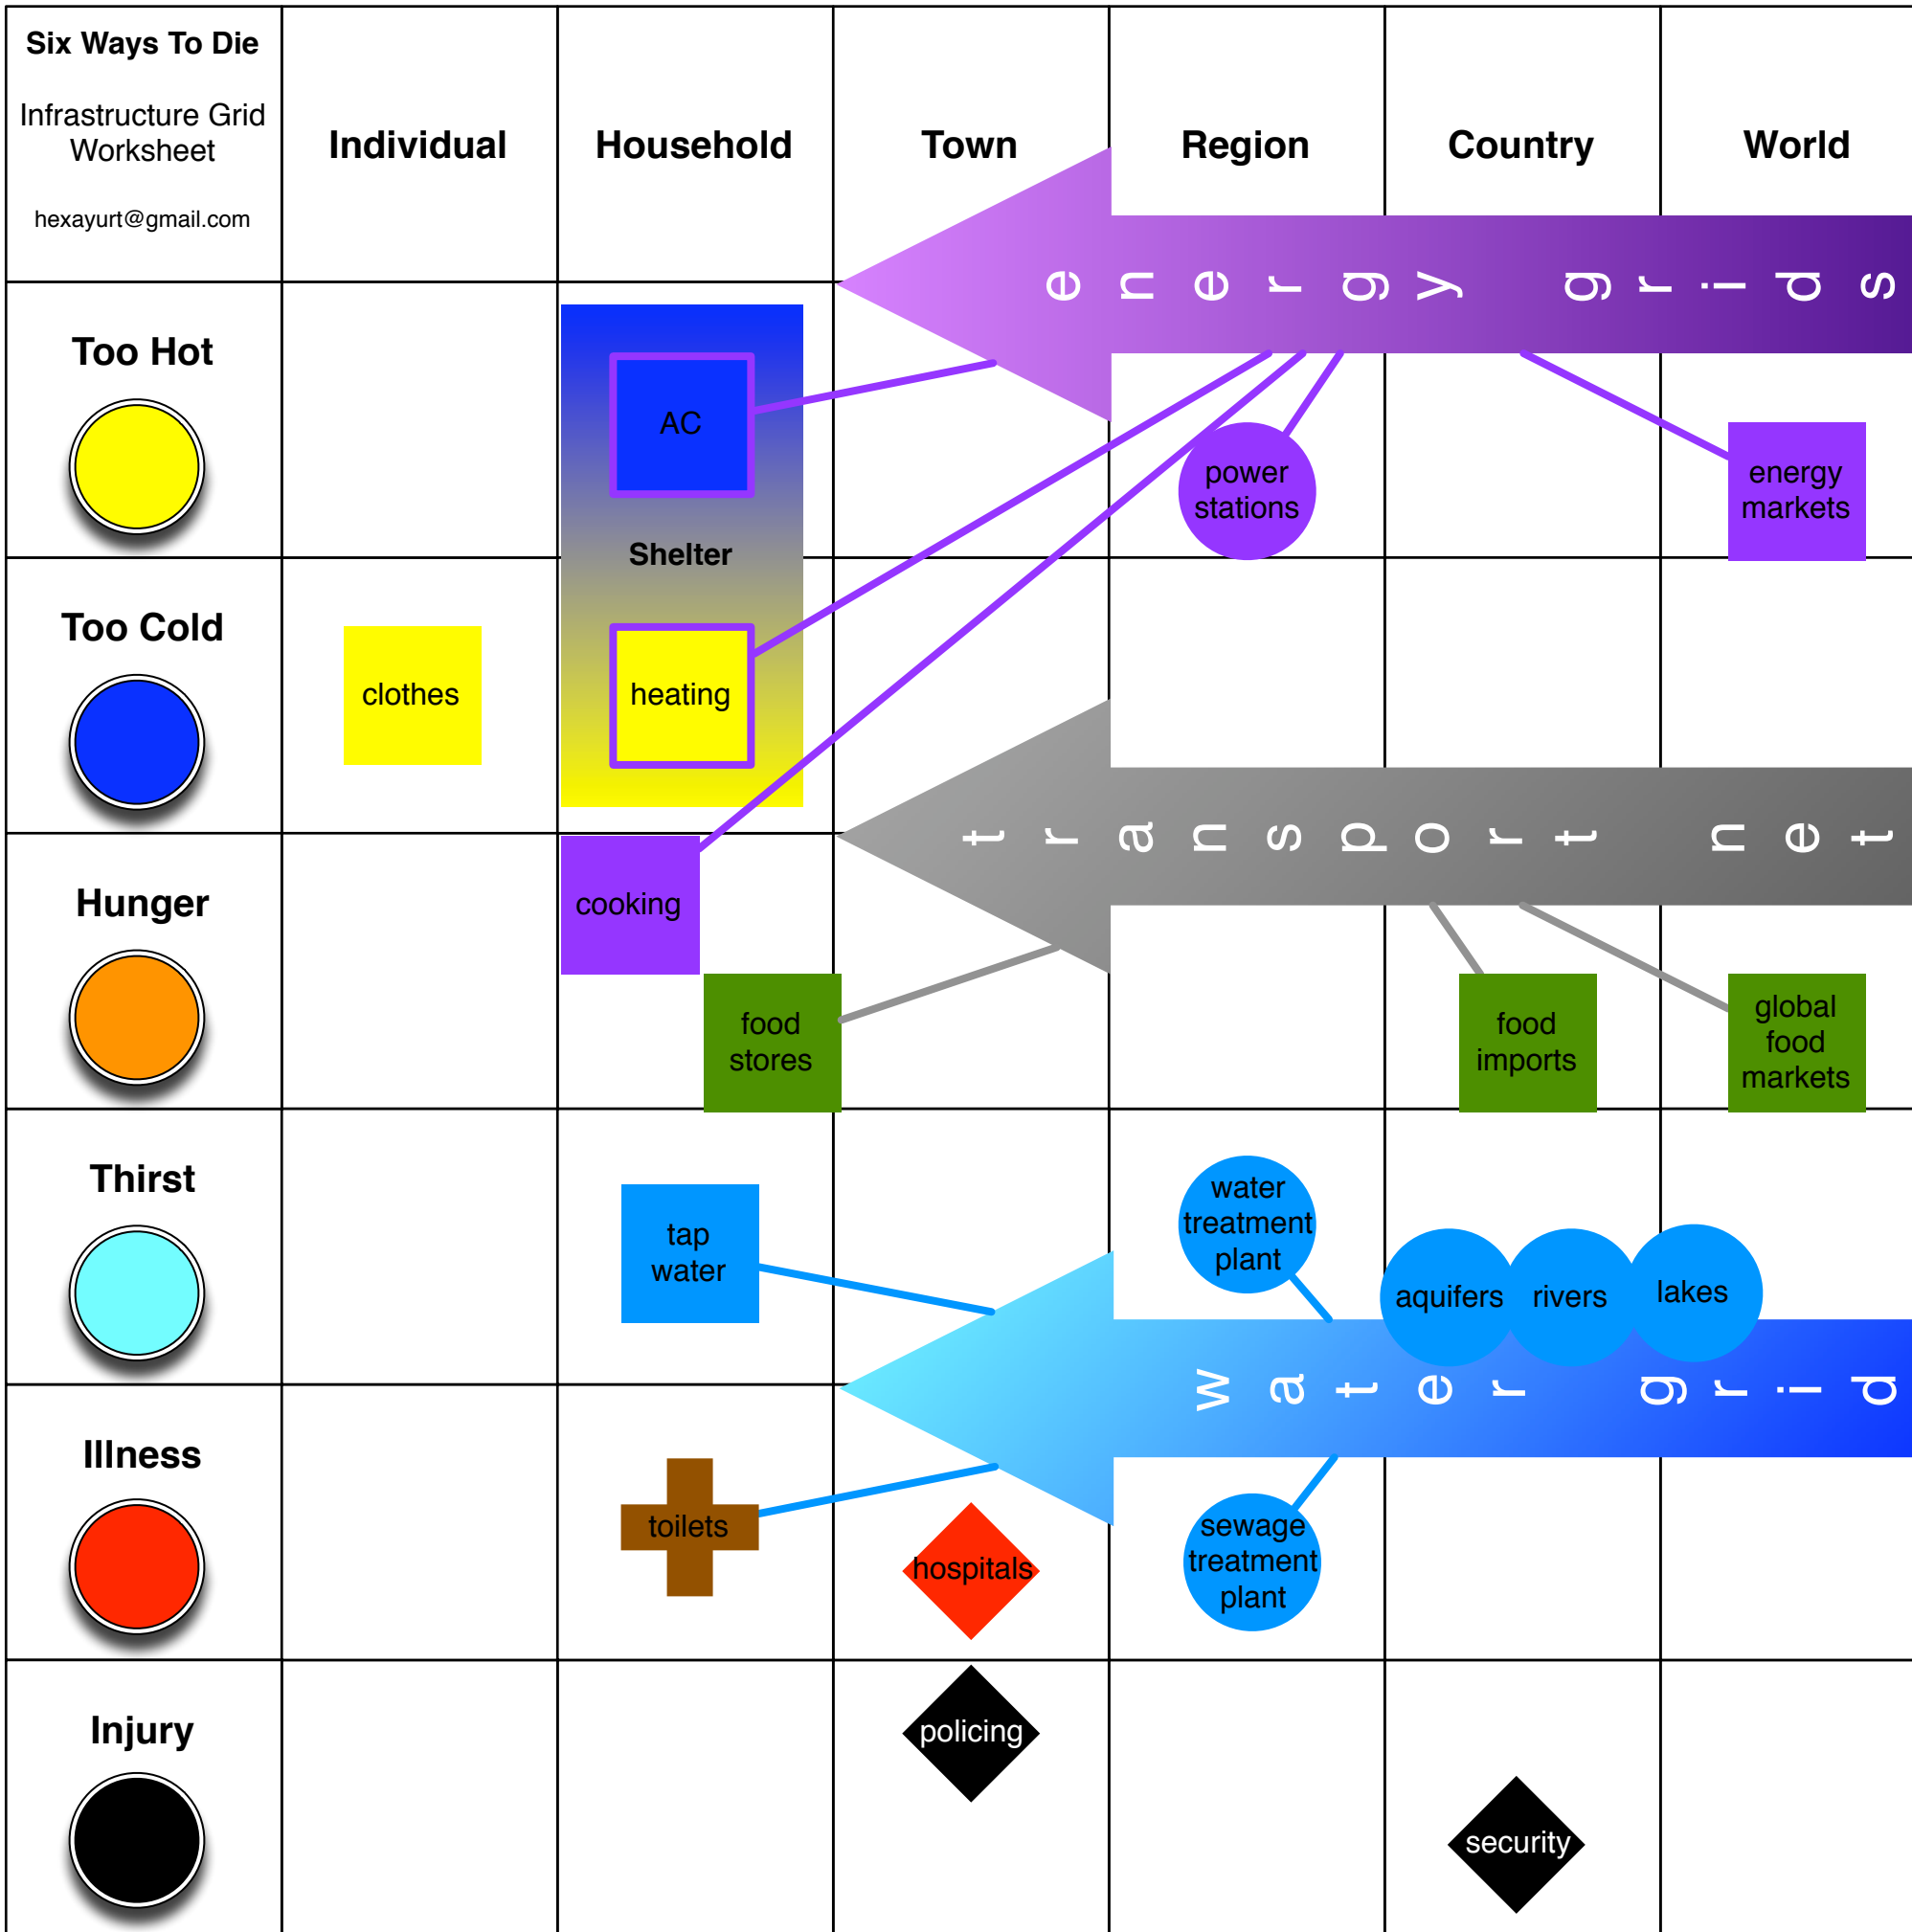 Six Ways To Die
Infrastructure Grid
Worksheet
hexayurt@gmail.com
Individual
Household
Town
Region
Country
World
energy grids
Too Hot
AC
power
stations
energy
markets
Shelter
Too Cold
clothes
heating
transport net
Hunger
cooking
food
stores
food
imports
global
food
markets
Thirst
tap
water
water
treatment
plant
aquifers
rivers
lakes
water grid
Illness
toilets
hospitals
sewage
treatment
plant
Injury
policing
security